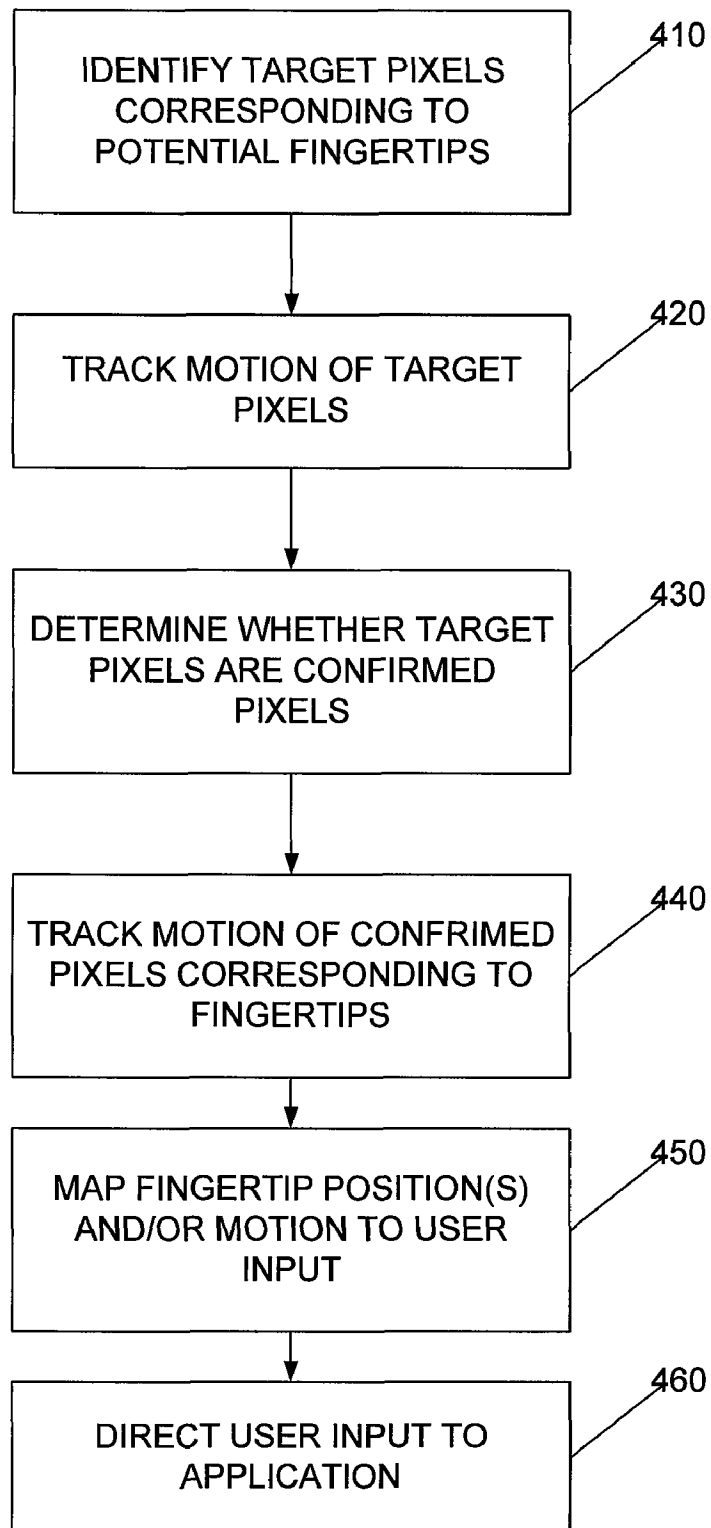 410
IDENTIFY TARGET PIXELS
CORRESPONDING TO
POTENTIAL FINGERTIPS
420
TRACK MOTION OF TARGET
PIXELS
430
DETERMINE WHETHER TARGET
PIXELS ARE CONFIRMED
PIXELS
440
TRACK MOTION OF CONFRIMED
PIXELS CORRESPONDING TO
FINGERTIPS
450
MAP FINGERTIP POSITION(S)
AND/OR MOTION TO USER
INPUT
460
DIRECT USER INPUT TO
APPLICATION